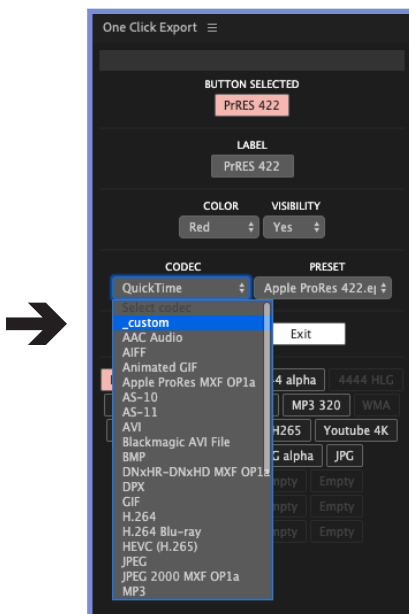 One Click Export ≡
BUTTON SELECTED
PrRES 422
LABEL
PrRES 422
COLOR VISIBILITY
Red Yes
CODEC PRESET
QuickTime Apple ProRes 422.e
Select codec
_custom
AAC Audio
AIFF
Animated GIF
Apple ProRes MXF OP1a
AS-10
AS-11
AVI
Blackmagic AVI File
BMP
DNxHR-DNxHD MXF OP1a
DPX
GIF
H.264
H.264 Blu-ray
HEVC (H.265)
JPEG
JPEG 2000 MXF OP1a
MP3
Exit
4 alpha 4444 HLG
MP3 320 WMA
H265 Youtube 4K
G alpha JPG
mpty Empty
mpty Empty
mpty Empty